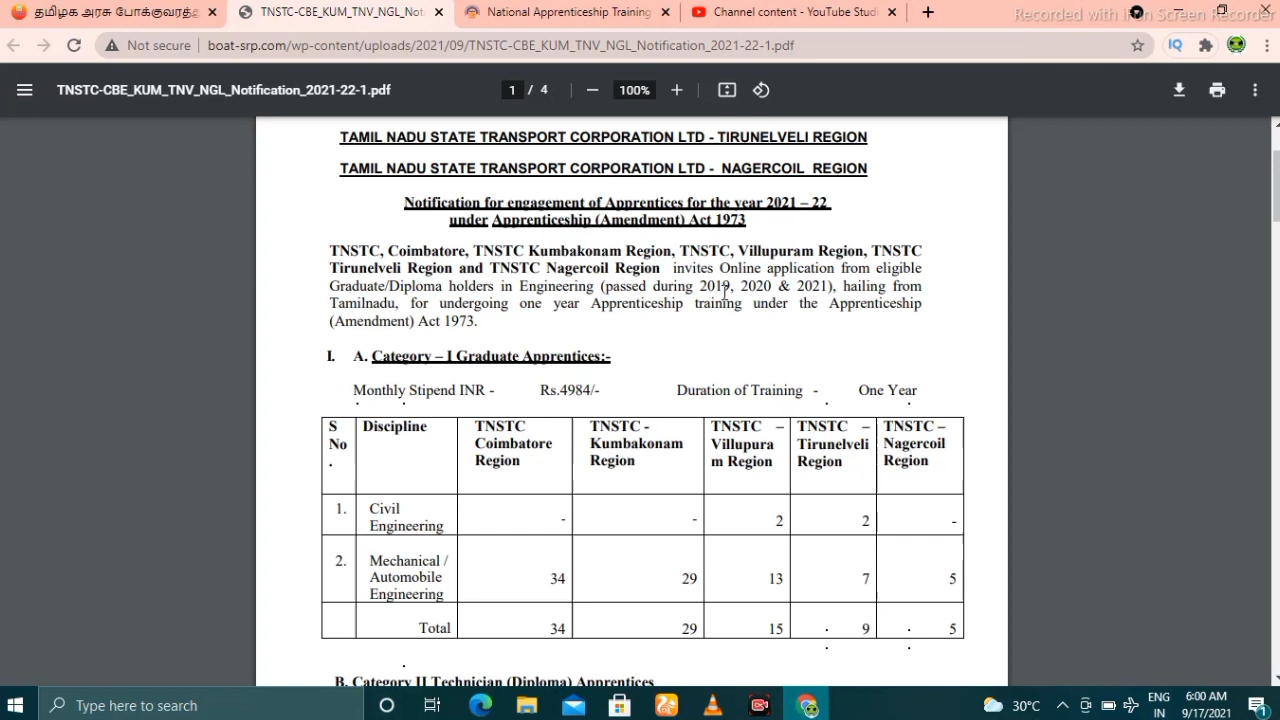 தமிழக அரசு போக்குவரத்
TNSTC-CBE_KUM_TNV_NGL_Not
National Apprenticeship Training
Channel content - YouTube Studi
Recorded with iFun Screen Recorder
Not secure
boat-srp.com/wp-content/uploads/2021/09/TNSTC-CBE_KUM_TNV_NGL_Notification_2021-22-1.pdf
IQ
TNSTC-CBE_KUM_TNV_NGL_Notification_2021-22-1.pdf
1 / 4
100%
TAMIL NADU STATE TRANSPORT CORPORATION LTD - TIRUNELVELI REGION
TAMIL NADU STATE TRANSPORT CORPORATION LTD - NAGERCOIL REGION
Notification for engagement of Apprentices for the year 2021 – 22
under Apprenticeship (Amendment) Act 1973
TNSTC, Coimbatore, TNSTC Kumbakonam Region, TNSTC, Villupuram Region, TNSTC
Tirunelveli Region and TNSTC Nagercoil Region invites Online application from eligible
Graduate/Diploma holders in Engineering (passed during 2019, 2020 & 2021), hailing from
Tamilnadu, for undergoing one year Apprenticeship training under the Apprenticeship
(Amendment) Act 1973.
I. A. Category – I Graduate Apprentices:-
Monthly Stipend INR - Rs.4984/- Duration of Training - One Year
S No . Discipline TNSTC Coimbatore Region TNSTC - Kumbakonam Region TNSTC – Villupura m Region TNSTC – Tirunelveli Region TNSTC – Nagercoil Region
1. Civil Engineering - - 2 2 -
2. Mechanical / Automobile Engineering 34 29 13 7 5
Total 34 29 15 9 5
B. Category II Technician (Diploma) Apprentices
Type here to search
30°C
ENG
IN
6:00 AM
9/17/2021
1